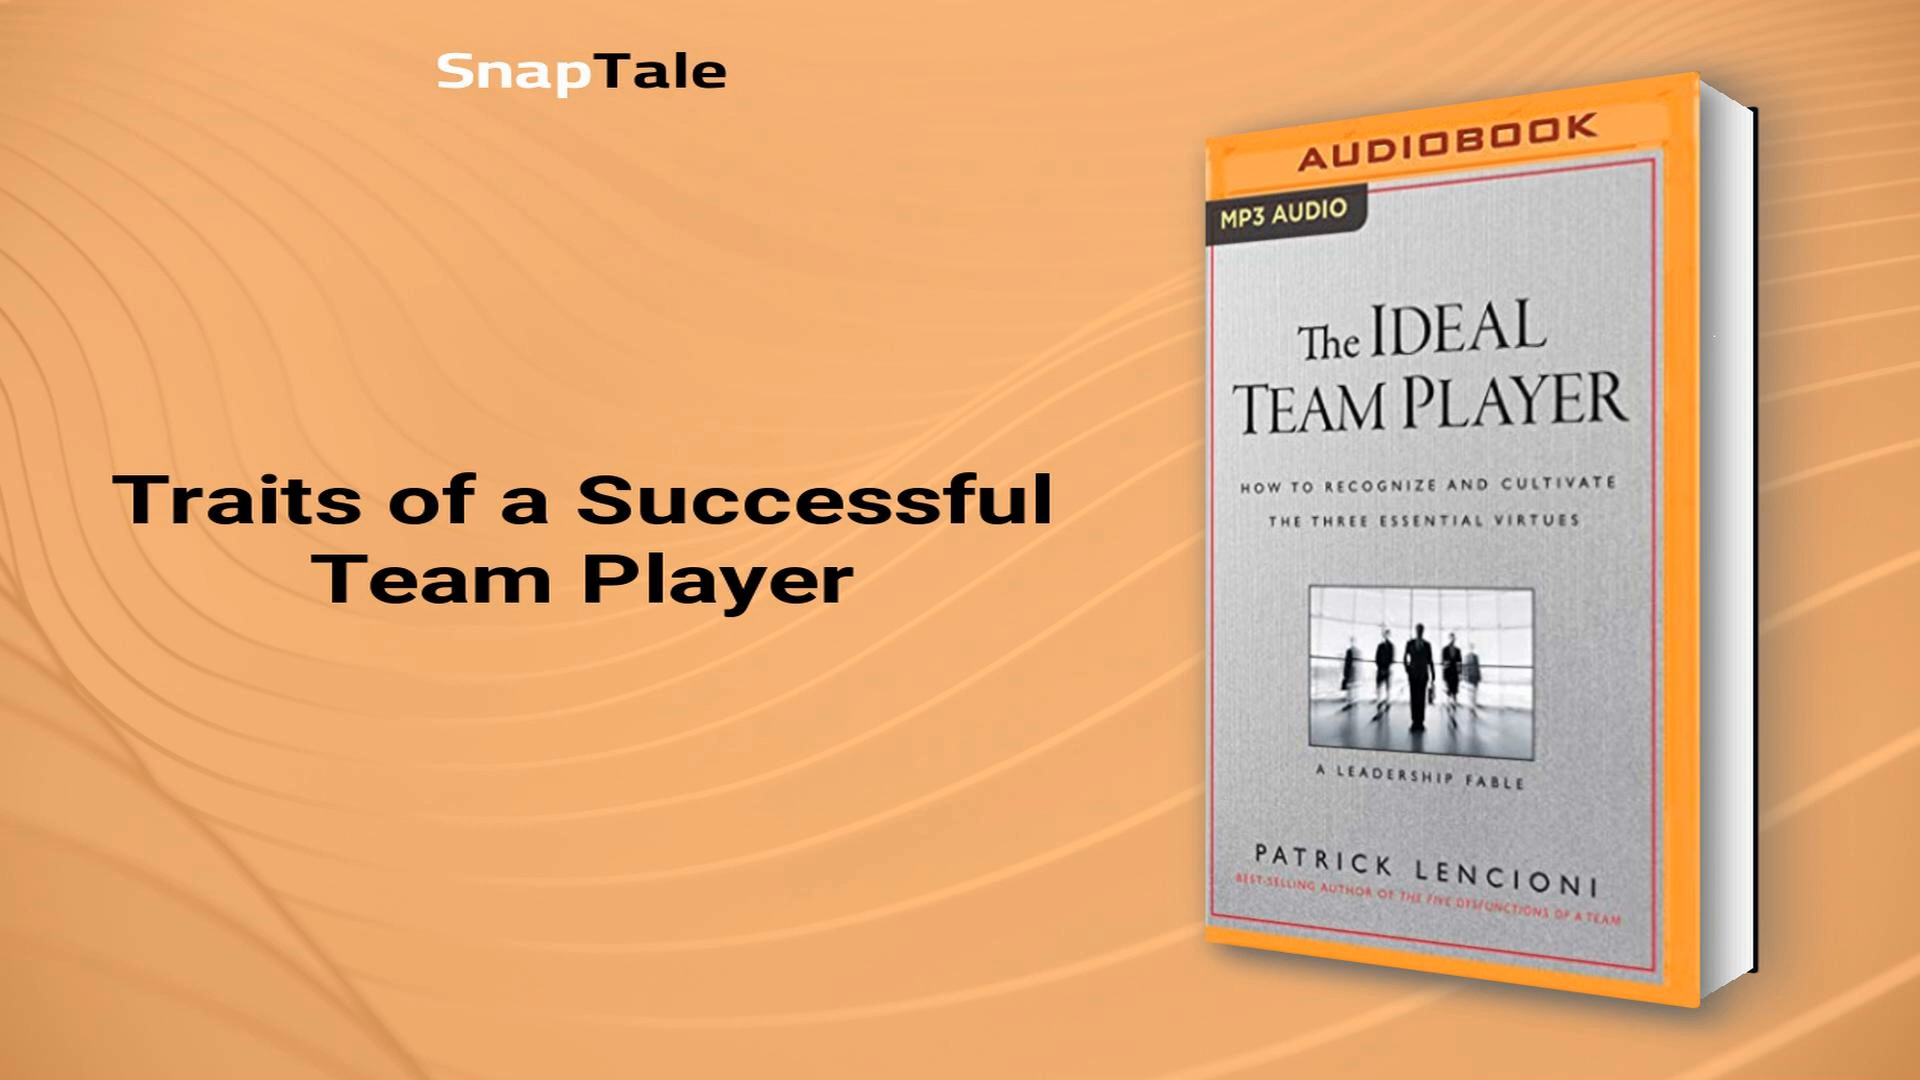 SnapTale
Traits of a Successful
Team Player
AUDIOBOOK
MP3 AUDIO
The IDEAL
TEAM PLAYER
HOW TO RECOGNIZE AND CULTIVATE
THE THREE ESSENTIAL VIRTUES
A LEADERSHIP FABLE
PATRICK LENCIONI
BEST-SELLING AUTHOR OF THE FIVE DYSFUNCTIONS OF A TEAM